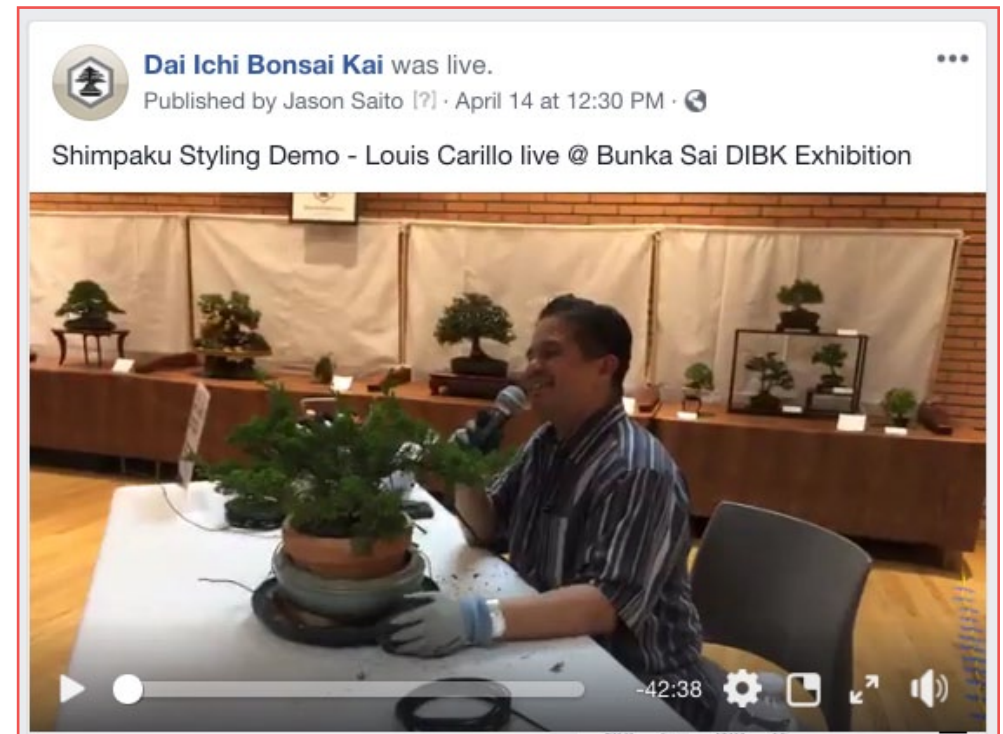 Dai Ichi Bonsai Kai was live.
Published by Jason Saito [?] · April 14 at 12:30 PM ·
Shimpaku Styling Demo - Louis Carillo live @ Bunka Sai DIBK Exhibition
-42:38